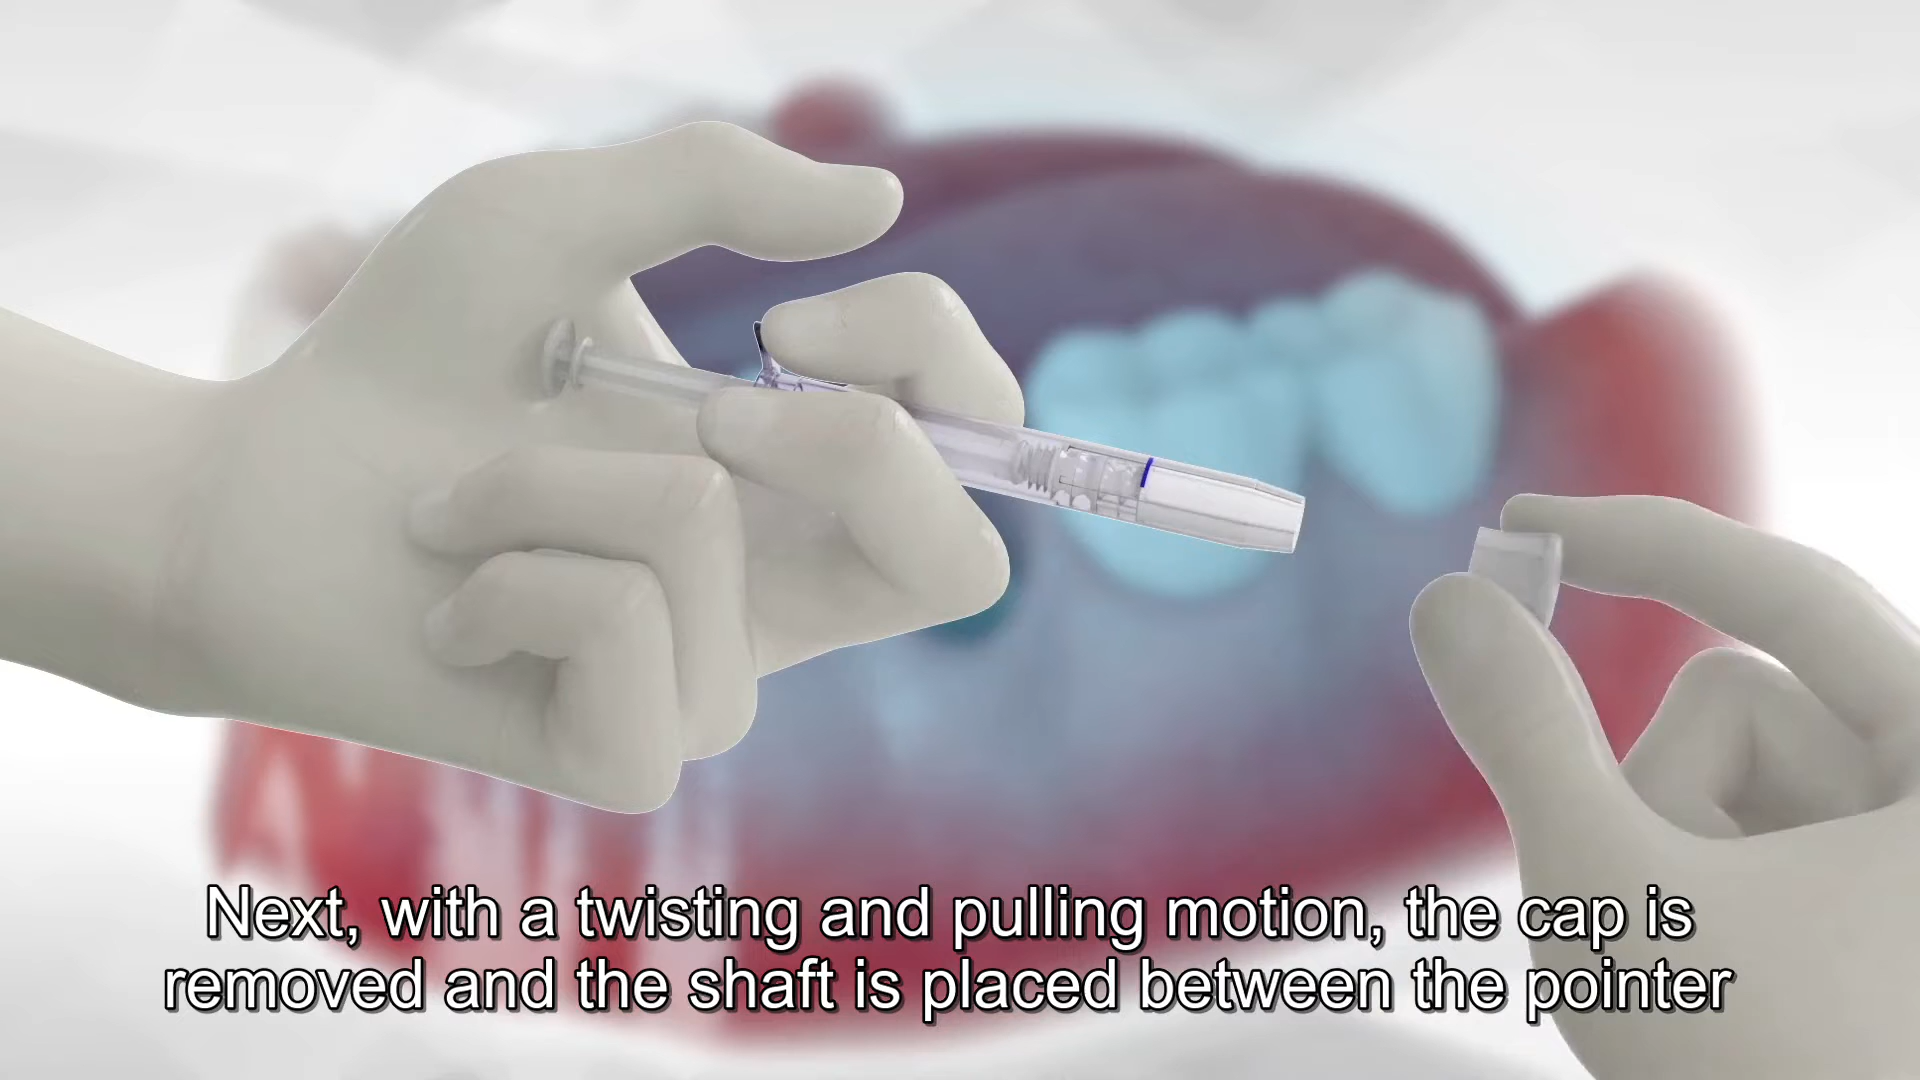 Next, with a twisting and pulling motion, the cap is
removed and the shaft is placed between the pointer